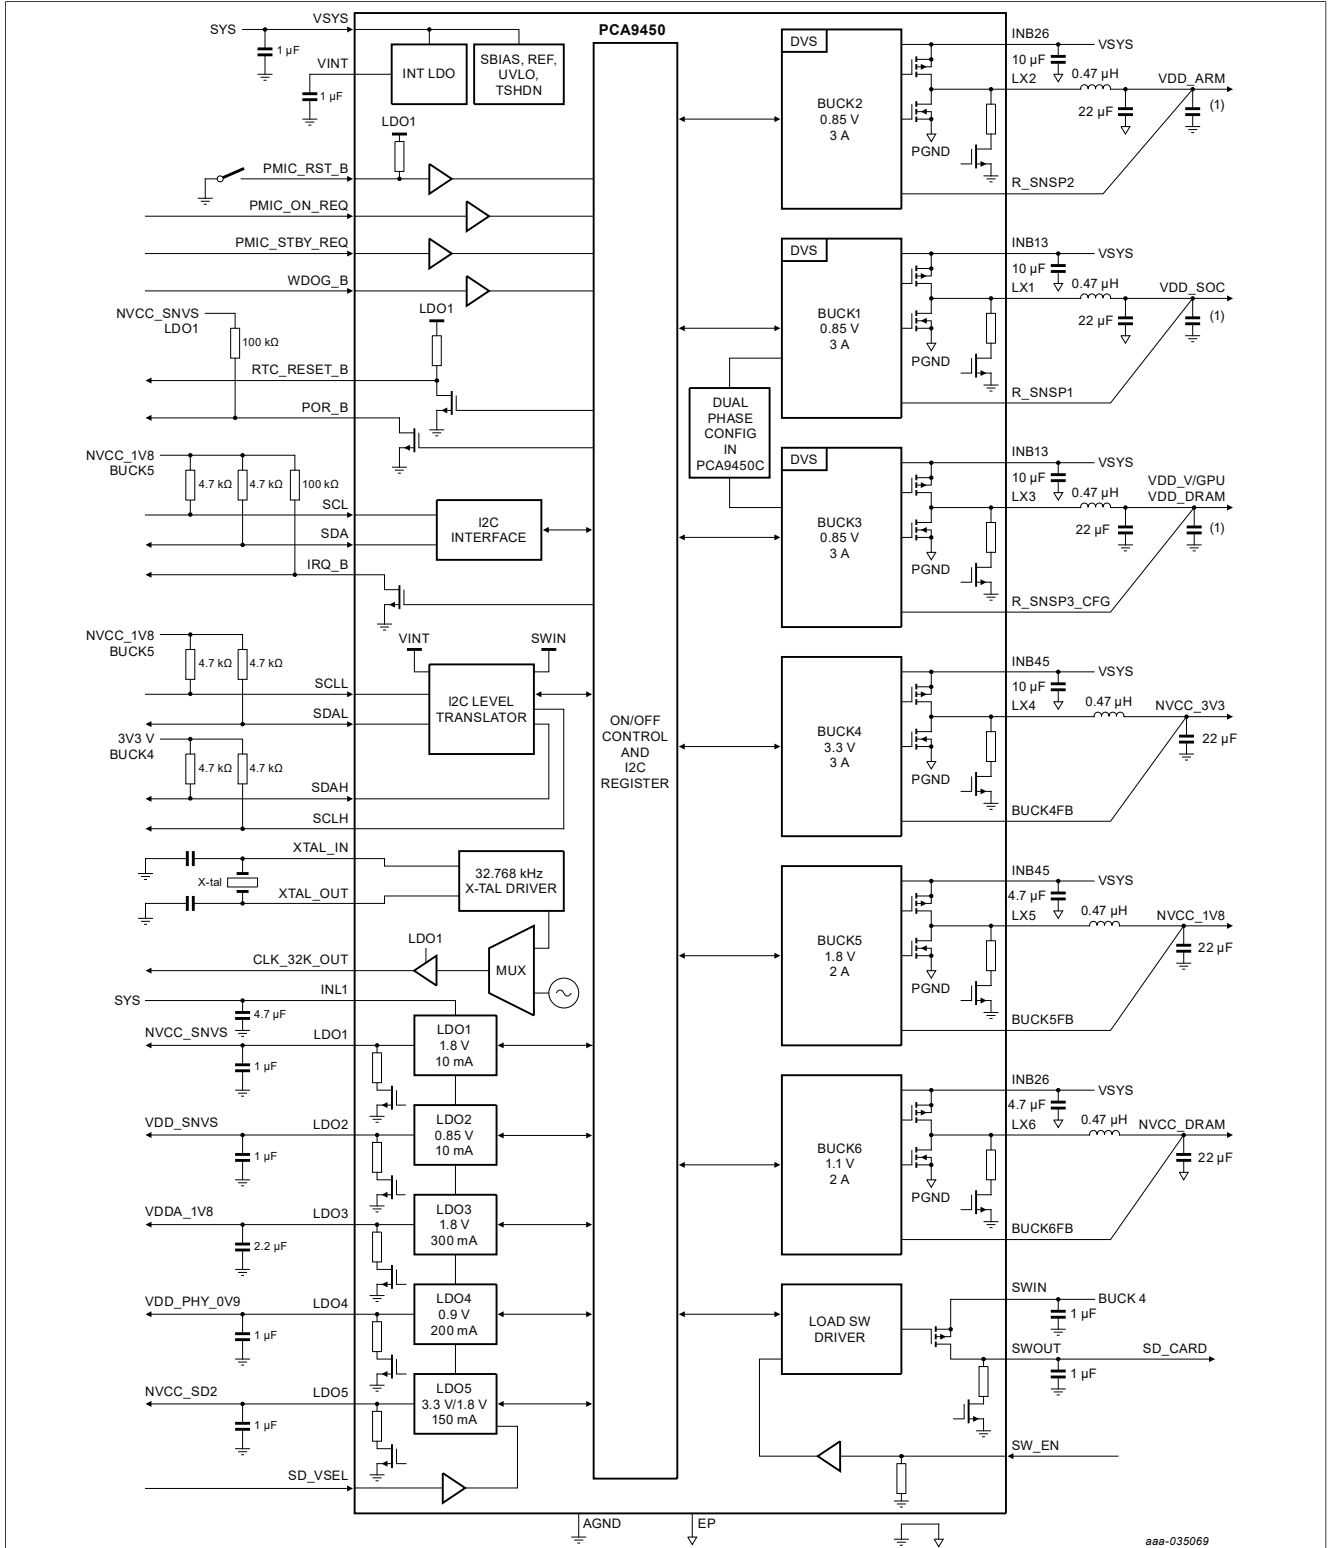 PCA9450
SYS
VSYS
1 µF
VINT
1 µF
INT LDO
SBIAS, REF,
UVLO,
TSHDN
LDO1
PMIC_RST_B
PMIC_ON_REQ
PMIC_STBY_REQ
WDOG_B
NVCC_SNVS
LDO1
100 kΩ
LDO1
RTC_RESET_B
POR_B
NVCC_1V8
BUCK5
4.7 kΩ
4.7 kΩ
100 kΩ
SCL
SDA
IRQ_B
I2C
INTERFACE
NVCC_1V8
BUCK5
4.7 kΩ
4.7 kΩ
SCLL
SDAL
VINT
SWIN
I2C LEVEL
TRANSLATOR
3V3 V
BUCK4
4.7 kΩ
4.7 kΩ
SDAH
SCLH
XTAL_IN
X-tal
XTAL_OUT
32.768 kHz
X-TAL DRIVER
LDO1
CLK_32K_OUT
MUX
SYS
INL1
4.7 µF
NVCC_SNVS
LDO1
1 µF
LDO1
1.8 V
10 mA
VDD_SNVS
LDO2
1 µF
LDO2
0.85 V
10 mA
VDDA_1V8
LDO3
2.2 µF
LDO3
1.8 V
300 mA
VDD_PHY_0V9
LDO4
1 µF
LDO4
0.9 V
200 mA
NVCC_SD2
LDO5
1 µF
LDO5
3.3 V/1.8 V
150 mA
SD_VSEL
ON/OFF
CONTROL
AND
I2C
REGISTER
DVS
BUCK2
0.85 V
3 A
PGND
INB26
VSYS
10 µF
LX2
0.47 µH
VDD_ARM
22 µF
(1)
R_SNSP2
DVS
BUCK1
0.85 V
3 A
PGND
INB13
VSYS
10 µF
LX1
0.47 µH
VDD_SOC
22 µF
(1)
R_SNSP1
DUAL
PHASE
CONFIG
IN
PCA9450C
DVS
BUCK3
0.85 V
3 A
PGND
INB13
VSYS
10 µF
LX3
0.47 µH
VDD_V/GPU
VDD_DRAM
22 µF
(1)
R_SNSP3_CFG
BUCK4
3.3 V
3 A
PGND
INB45
VSYS
10 µF
LX4
0.47 µH
NVCC_3V3
22 µF
BUCK4FB
BUCK5
1.8 V
2 A
PGND
INB45
VSYS
4.7 µF
LX5
0.47 µH
NVCC_1V8
22 µF
BUCK5FB
BUCK6
1.1 V
2 A
PGND
INB26
VSYS
4.7 µF
LX6
0.47 µH
NVCC_DRAM
22 µF
BUCK6FB
LOAD SW
DRIVER
SWIN
BUCK 4
1 µF
SWOUT
SD_CARD
1 µF
SW_EN
AGND
EP
aaa-035069